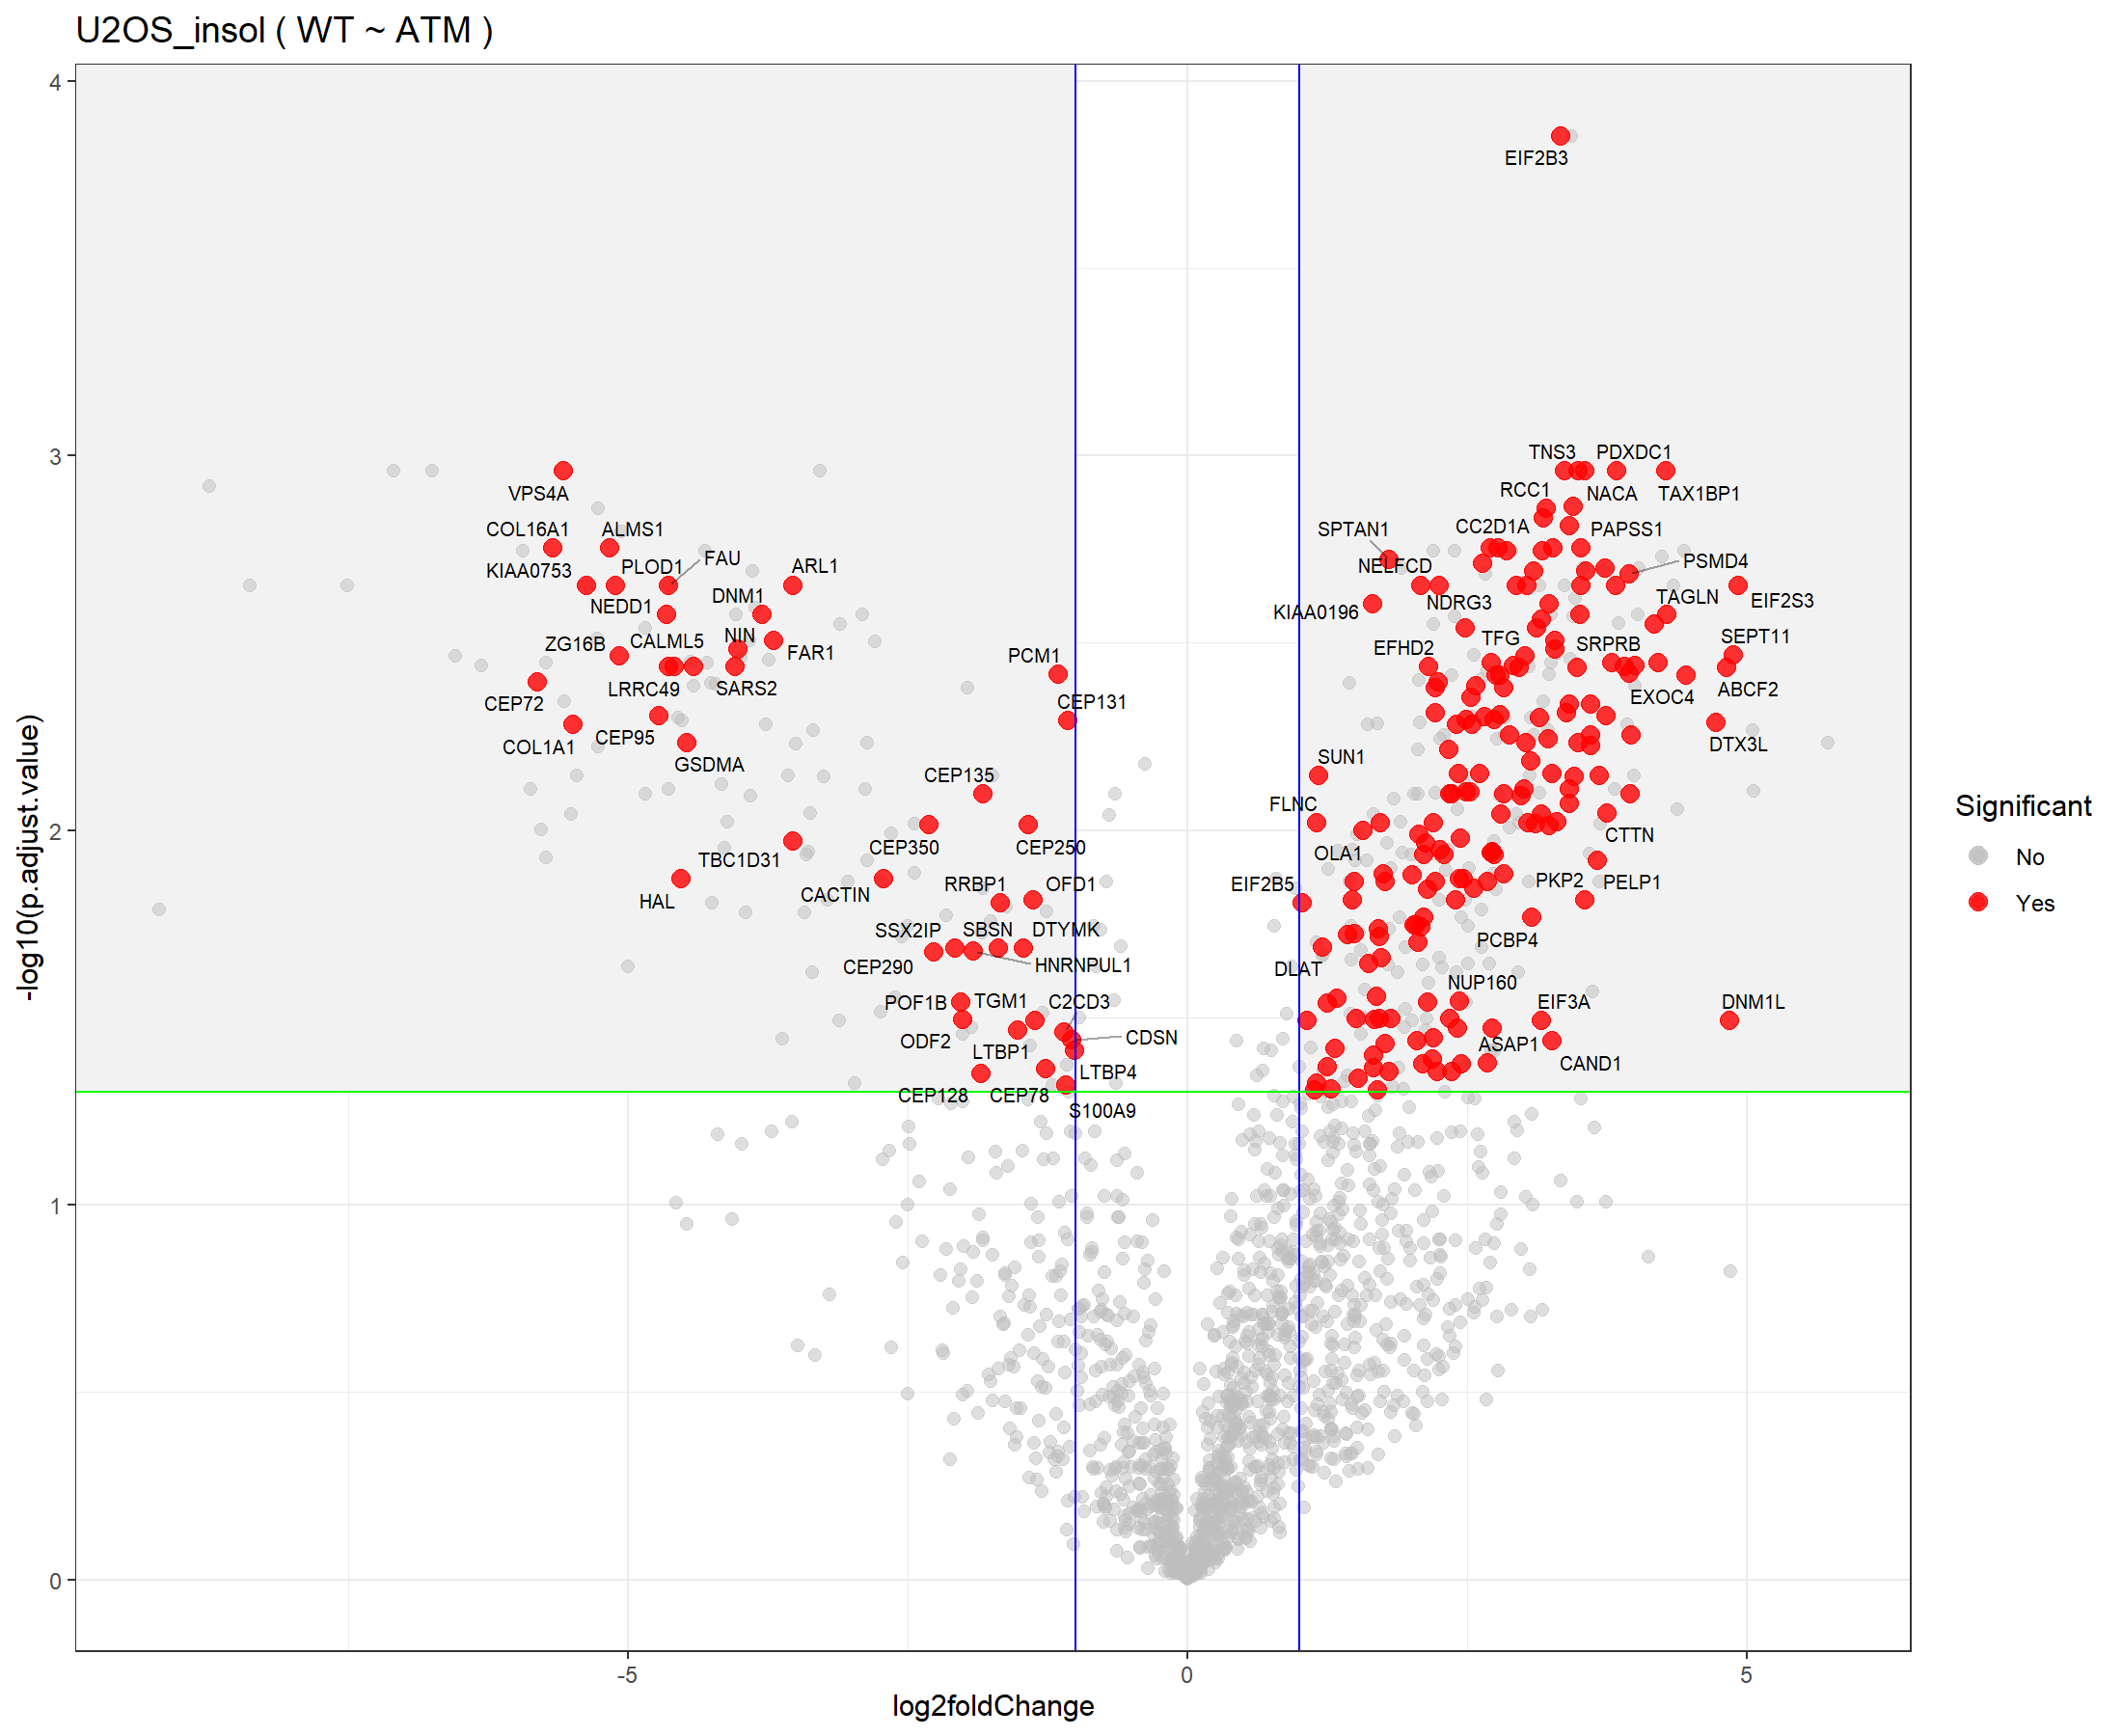 U2OS_insol ( WT ~ ATM )
4
3
2
1
0
-log10(p.adjust.value)
-5
0
5
log2foldChange
Significant
No
Yes
EIF2B3
TNS3
PDXDC1
RCC1
NACA
TAX1BP1
SPTAN1
CC2D1A
PAPSS1
NELFCD
PSMD4
KIAA0196
NDRG3
TAGLN
EIF2S3
EFHD2
TFG
SRPRB
SEPT11
EXOC4
ABCF2
DTX3L
SUN1
FLNC
CTTN
OLA1
EIF2B5
PKP2
PELP1
PCBP4
DLAT
NUP160
EIF3A
DNM1L
ASAP1
CAND1
VPS4A
COL16A1
ALMS1
KIAA0753
PLOD1
FAU
ARL1
NEDD1
DNM1
ZG16B
CALML5
NIN
FAR1
LRRC49
SARS2
CEP72
COL1A1
CEP95
GSDMA
PCM1
CEP131
CEP135
CEP350
CEP250
TBC1D31
HAL
CACTIN
RRBP1
OFD1
SSX2IP
SBSN
DTYMK
CEP290
HNRNPUL1
POF1B
TGM1
C2CD3
ODF2
LTBP1
CDSN
LTBP4
CEP128
CEP78
S100A9